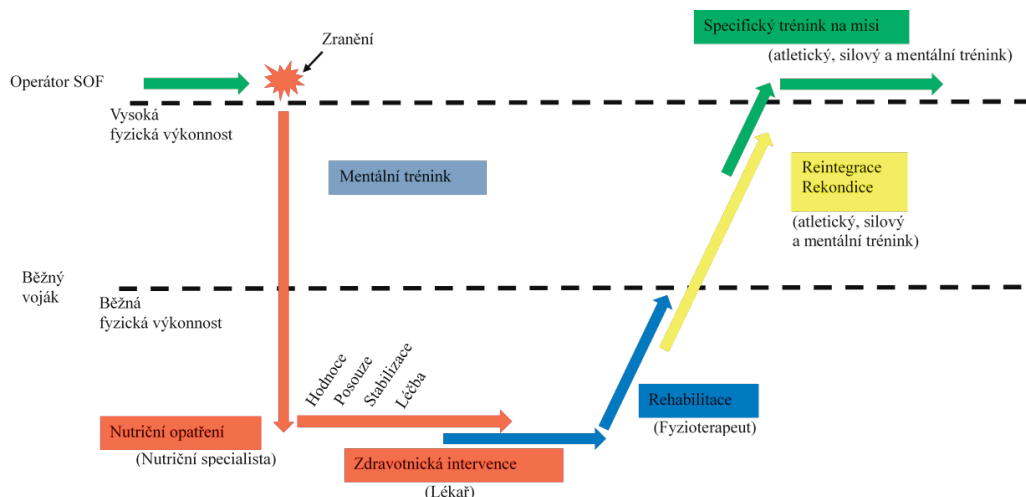 Specifický trénink na misi
(atletický, silový a mentální trénink)
Zranění
Operátor SOF
Vysoká
fyzická výkonnost
Mentální trénink
Reintegrace
Rekondice
(atletický, silový
a mentální trénink)
Běžný
voják
Běžná
fyzická výkonnost
Hodnoce
Posouze
Stabilizace
Léčba
Nutriční opatření
(Nutriční specialista)
Rehabilitace
(Fyzioterapeut)
Zdravotnická intervence
(Lékař)